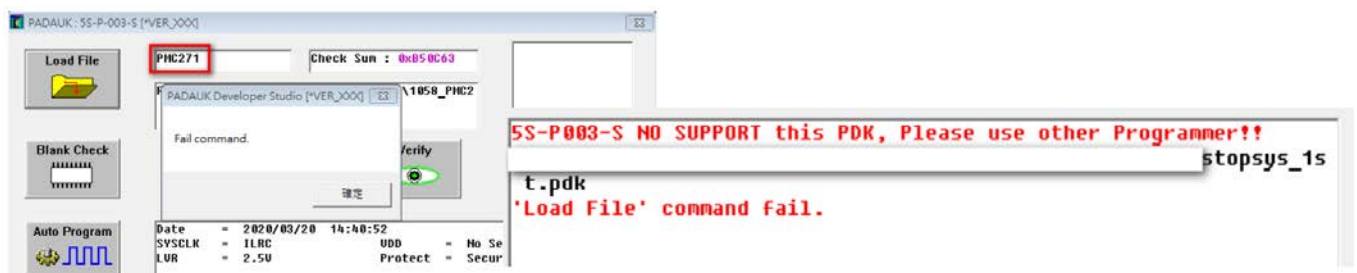 PADAUK : 5S-P-003-S [*VER_XXX]
Load File
PMC271
Check Sum : 0xB50C63
\1058_PMC2
PADAUK Developer Studio [*VER_XXX]
Fail command.
確定
Blank Check
Verify
Auto Program
Date = 2020/03/20 14:40:52
SYSCLK = ILRC VDD = No Se
LVR = 2.5V Protect = Secur
5S-P003-S NO SUPPORT this PDK, Please use other Programmer!!
stopsys_1s
t.pdk
'Load File' command fail.